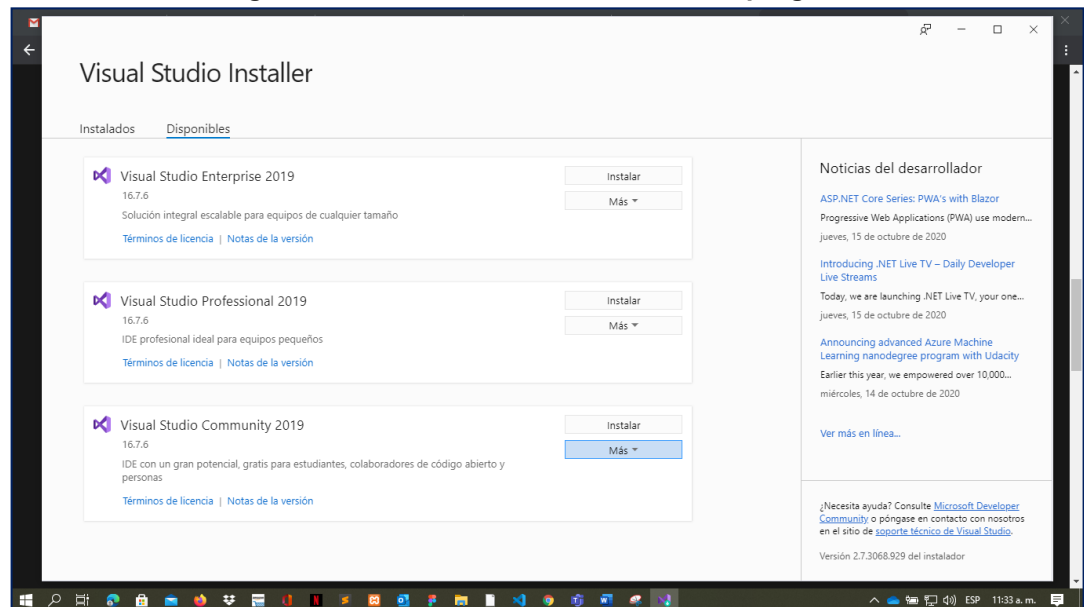 Visual Studio Installer
Instalados
Disponibles
Visual Studio Enterprise 2019
16.7.6
Solución integral escalable para equipos de cualquier tamaño
Términos de licencia | Notas de la versión
Instalar
Más
Visual Studio Professional 2019
16.7.6
IDE profesional ideal para equipos pequeños
Términos de licencia | Notas de la versión
Instalar
Más
Visual Studio Community 2019
16.7.6
IDE con un gran potencial, gratis para estudiantes, colaboradores de código abierto y
personas
Términos de licencia | Notas de la versión
Instalar
Más
Noticias del desarrollador
ASP.NET Core Series: PWA's with Blazor
Progressive Web Applications (PWA) use modern...
jueves, 15 de octubre de 2020
Introducing .NET Live TV – Daily Developer
Live Streams
Today, we are launching .NET Live TV, your one...
jueves, 15 de octubre de 2020
Announcing advanced Azure Machine
Learning nanodegree program with Udacity
Earlier this year, we empowered over 10,000...
miércoles, 14 de octubre de 2020
Ver más en línea...
¿Necesita ayuda? Consulte Microsoft Developer
Community o póngase en contacto con nosotros
en el sitio de soporte técnico de Visual Studio.
Versión 2.7.3068.929 del instalador
ESP 11:33 a. m.